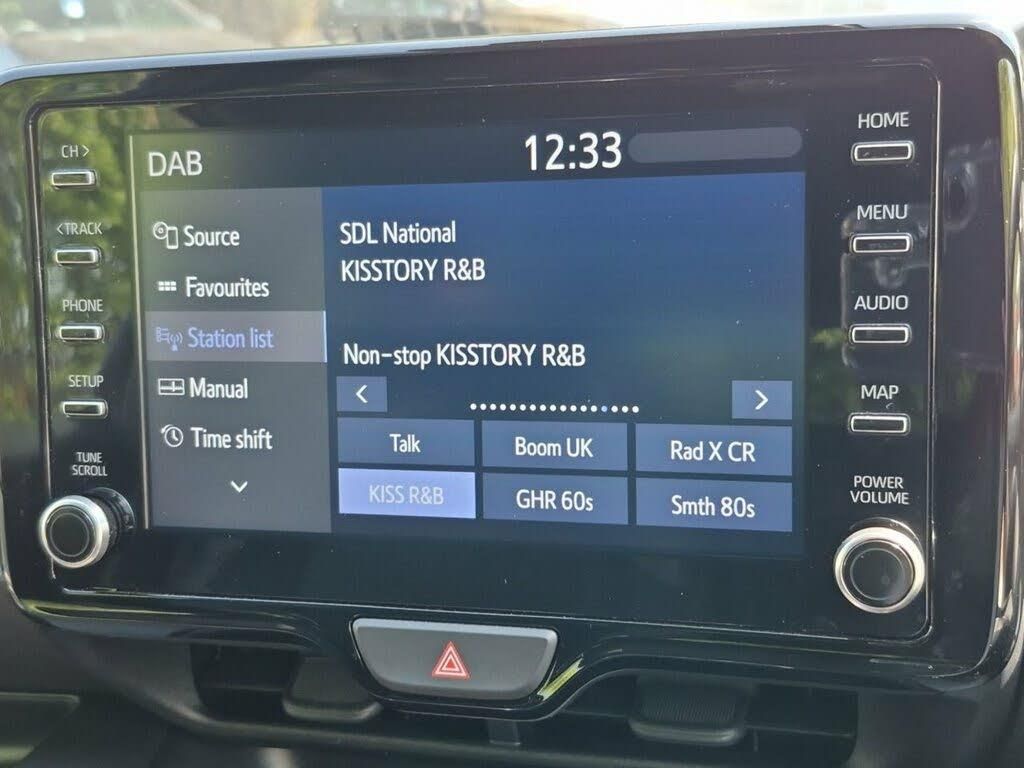 CH>
<TRACK
PHONE
SETUP
TUNE
SCROLL
DAB
12:33
Source
Favourites
Station list
Manual
Time shift
SDL National
KISSTORY R&B
Non-stop KISSTORY R&B
<
>
Talk
Boom UK
Rad X CR
KISS R&B
GHR 60s
Smth 80s
HOME
MENU
AUDIO
MAP
POWER
VOLUME